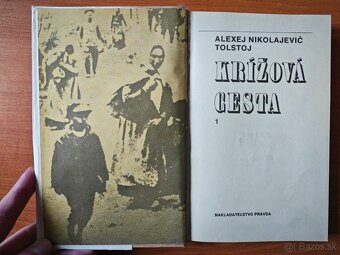 ALEXEJ NIKOLAJEVIČ
TOLSTOJ
KRÍŽOVÁ
CESTA
1
NAKLADATEĽSTVO PRAVDA
Bazos.sk